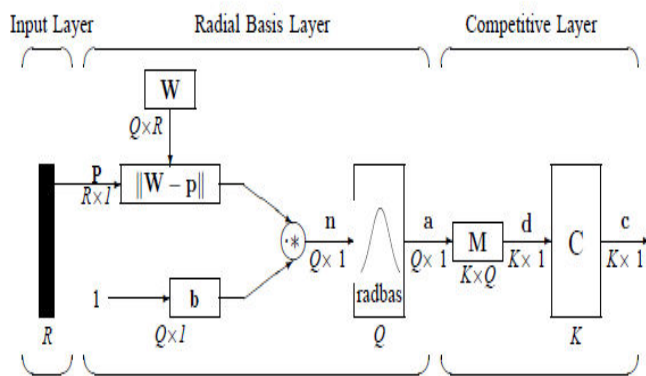 Input Layer Radial Basis Layer Competitive Layer
W
Q×R
P
R×1
||W − p||
1
b
Q×1
·*
n
Q× 1
radbas
a
Q× 1
M
K×Q
d
K× 1
C
c
K× 1
R
Q
K